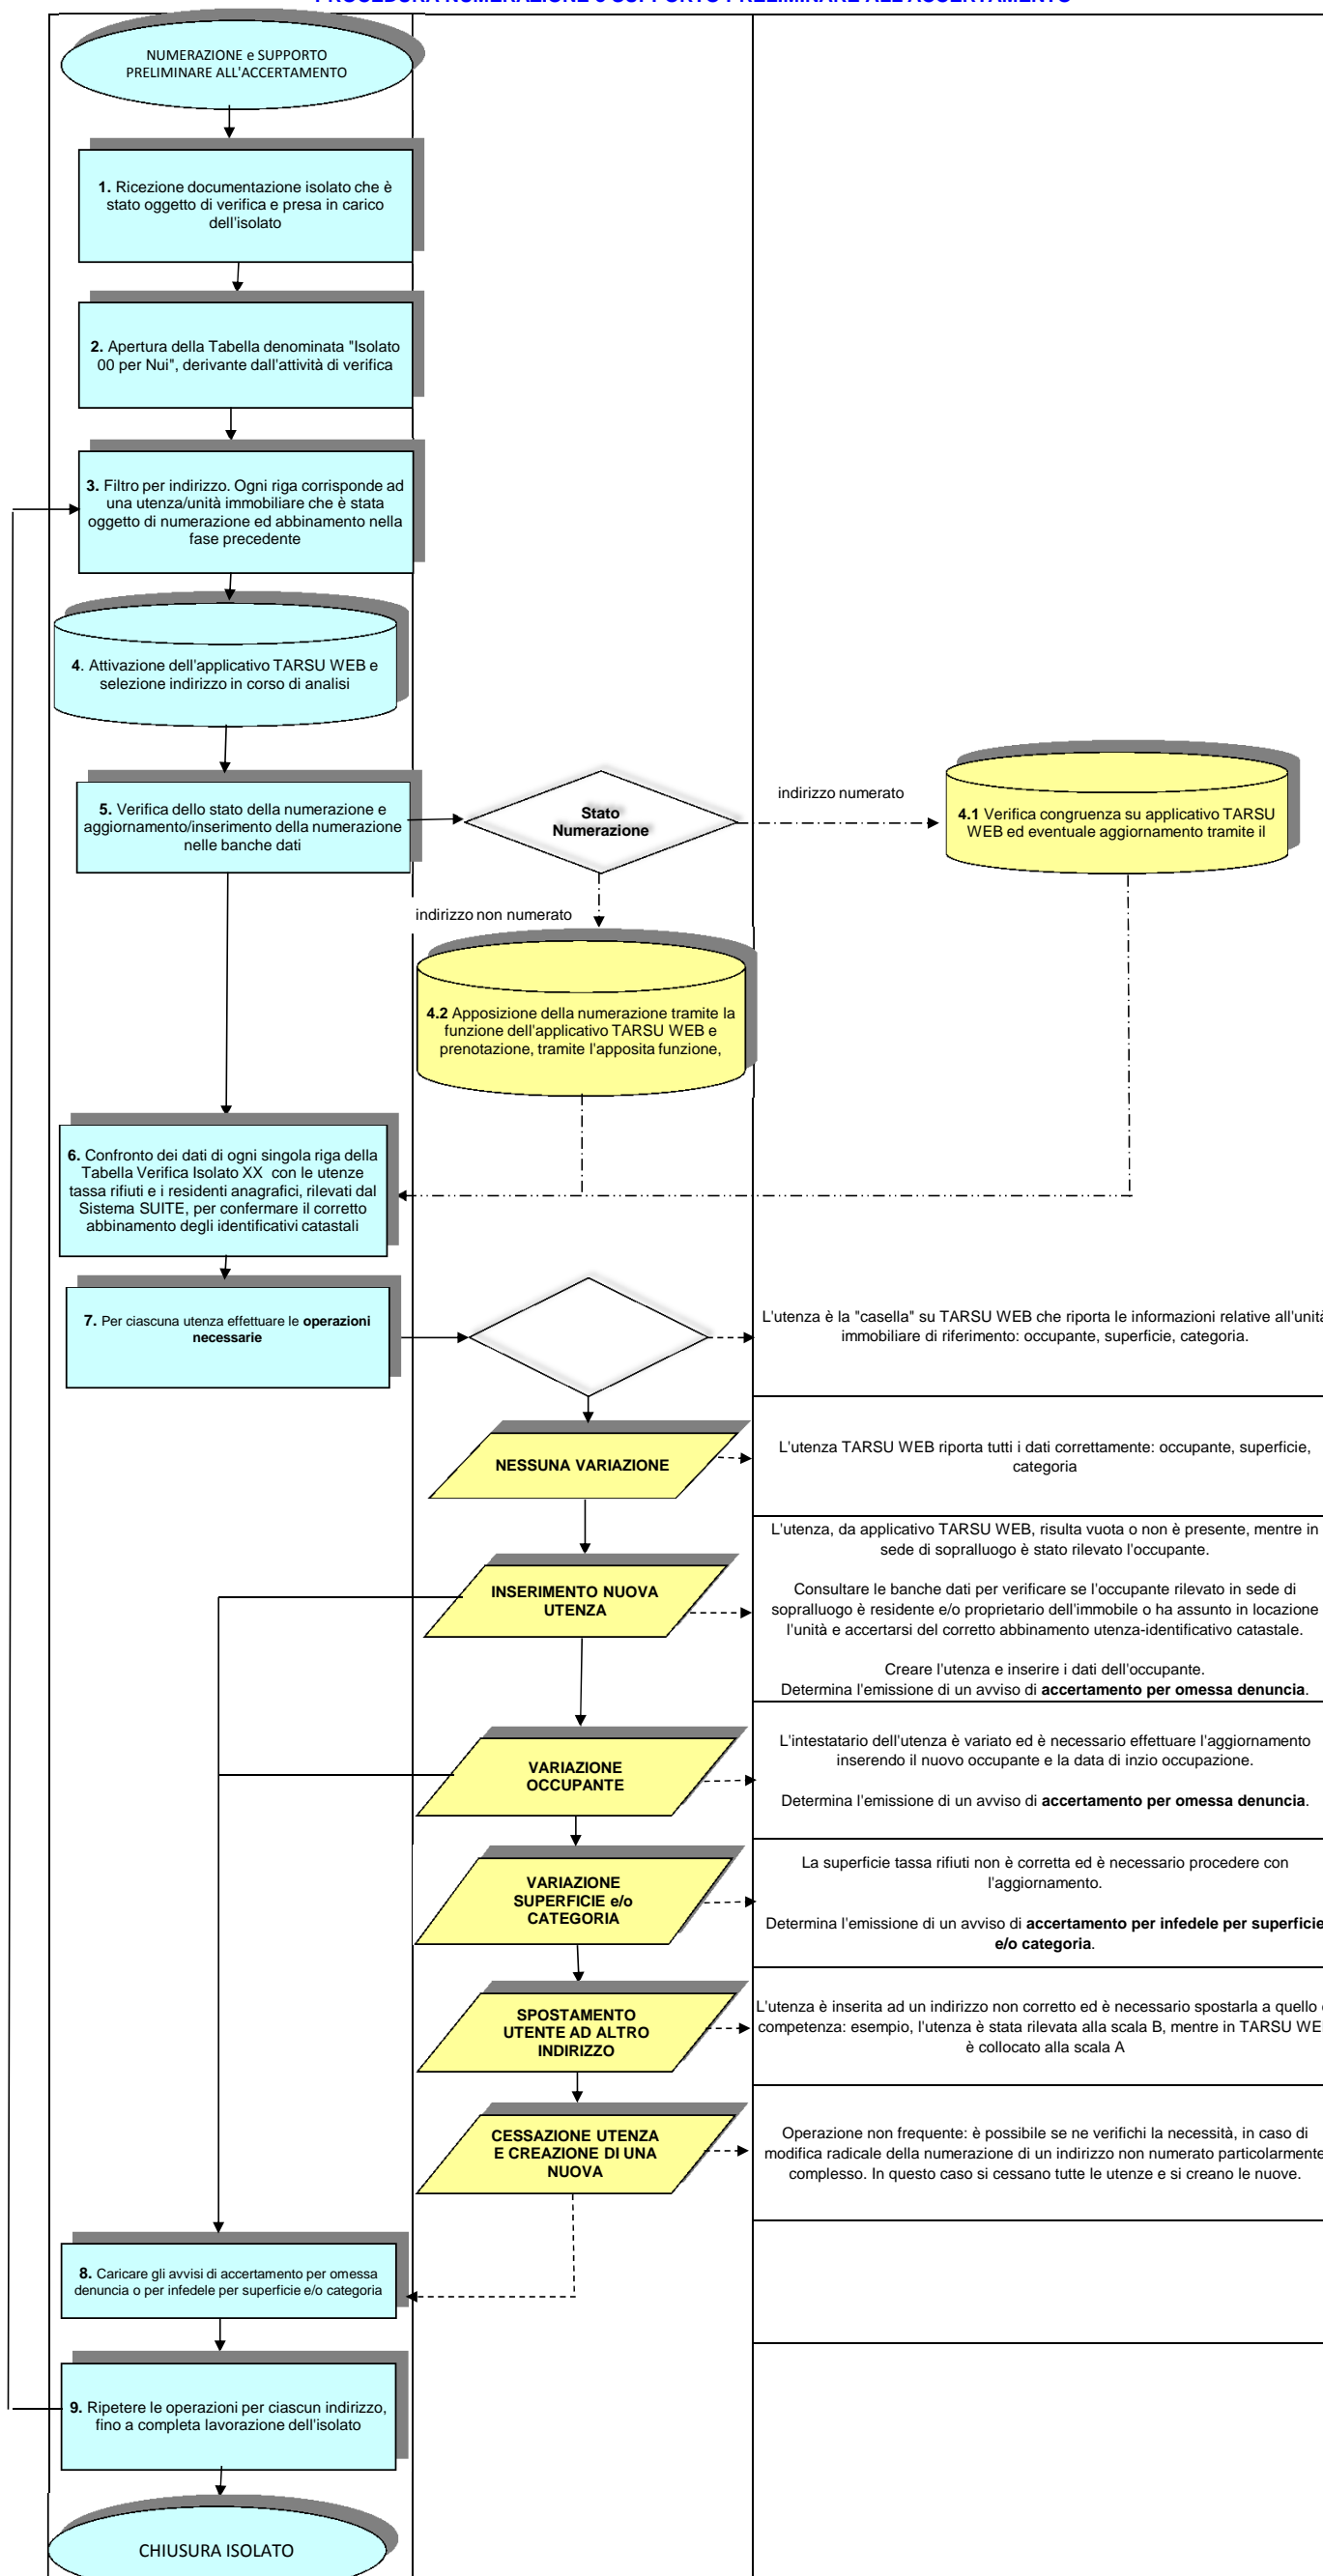 PROCEDURA NUMERAZIONE e SUPPORTO PRELIMINARE ALL'ACCERTAMENTO
NUMERAZIONE e SUPPORTO
PRELIMINARE ALL'ACCERTAMENTO
1. Ricezione documentazione isolato che è
stato oggetto di verifica e presa in carico
dell'isolato
2. Apertura della Tabella denominata "Isolato
00 per Nui", derivante dall'attività di verifica
3. Filtro per indirizzo. Ogni riga corrisponde ad
una utenza/unità immobiliare che è stata
oggetto di numerazione ed abbinamento nella
fase precedente
4. Attivazione dell'applicativo TARSU WEB e
selezione indirizzo in corso di analisi
5. Verifica dello stato della numerazione e
aggiornamento/inserimento della numerazione
nelle banche dati
Stato
Numerazione
indirizzo numerato
4.1 Verifica congruenza su applicativo TARSU
WEB ed eventuale aggiornamento tramite il
indirizzo non numerato
4.2 Apposizione della numerazione tramite la
funzione dell'applicativo TARSU WEB e
prenotazione, tramite l'apposita funzione,
6. Confronto dei dati di ogni singola riga della
Tabella Verifica Isolato XX con le utenze
tassa rifiuti e i residenti anagrafici, rilevati dal
Sistema SUITE, per confermare il corretto
abbinamento degli identificativi catastali
7. Per ciascuna utenza effettuare le operazioni
necessarie
L'utenza è la "casella" su TARSU WEB che riporta le informazioni relative all'unità
immobiliare di riferimento: occupante, superficie, categoria.
NESSUNA VARIAZIONE
L'utenza TARSU WEB riporta tutti i dati correttamente: occupante, superficie,
categoria
INSERIMENTO NUOVA
UTENZA
L'utenza, da applicativo TARSU WEB, risulta vuota o non è presente, mentre in
sede di sopralluogo è stato rilevato l'occupante.
Consultare le banche dati per verificare se l'occupante rilevato in sede di
sopralluogo è residente e/o proprietario dell'immobile o ha assunto in locazione
l'unità e accertarsi del corretto abbinamento utenza-identificativo catastale.
Creare l'utenza e inserire i dati dell'occupante.
Determina l'emissione di un avviso di accertamento per omessa denuncia.
VARIAZIONE
OCCUPANTE
L'intestatario dell'utenza è variato ed è necessario effettuare l'aggiornamento
inserendo il nuovo occupante e la data di inzio occupazione.
Determina l'emissione di un avviso di accertamento per omessa denuncia.
VARIAZIONE
SUPERFICIE e/o
CATEGORIA
La superficie tassa rifiuti non è corretta ed è necessario procedere con
l'aggiornamento.
Determina l'emissione di un avviso di accertamento per infedele per superficie
e/o categoria.
SPOSTAMENTO
UTENTE AD ALTRO
INDIRIZZO
L'utenza è inserita ad un indirizzo non corretto ed è necessario spostarla a quello
competenza: esempio, l'utenza è stata rilevata alla scala B, mentre in TARSU WEB
è collocato alla scala A
CESSAZIONE UTENZA
E CREAZIONE DI UNA
NUOVA
Operazione non frequente: è possibile se ne verifichi la necessità, in caso di
modifica radicale della numerazione di un indirizzo non numerato particolarmente
complesso. In questo caso si cessano tutte le utenze e si creano le nuove.
8. Caricare gli avvisi di accertamento per omessa
denuncia o per infedele per superficie e/o categoria
9. Ripetere le operazioni per ciascun indirizzo,
fino a completa lavorazione dell'isolato
CHIUSURA ISOLATO